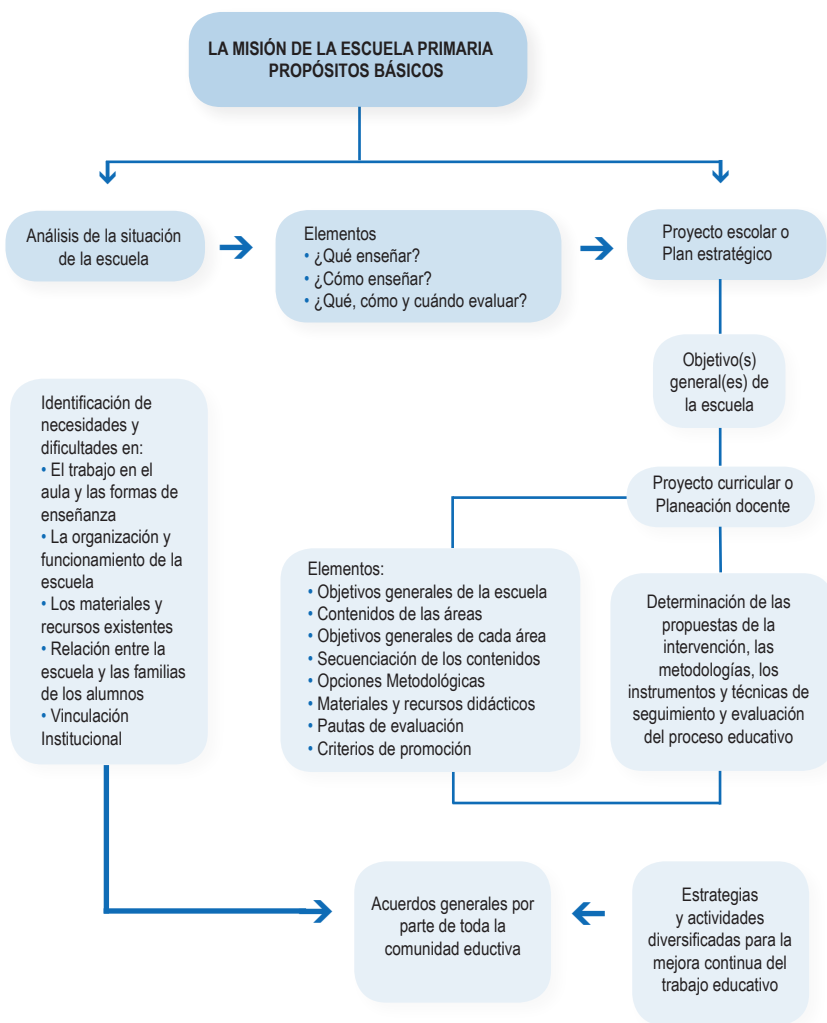 LA MISIÓN DE LA ESCUELA PRIMARIA
PROPÓSITOS BÁSICOS
Análisis de la situación
de la escuela
Elementos
• ¿Qué enseñar?
• ¿Cómo enseñar?
• ¿Qué, cómo y cuándo evaluar?
Proyecto escolar o
Plan estratégico
Objetivo(s)
general(es) de
la escuela
Identificación de
necesidades y
dificultades en:
• El trabajo en el
aula y las formas de
enseñanza
• La organización y
funcionamiento de la
escuela
• Los materiales y
recursos existentes
• Relación entre la
escuela y las familias
de los alumnos
• Vinculación
Institucional
Proyecto curricular o
Planeación docente
Elementos:
• Objetivos generales de la escuela
• Contenidos de las áreas
• Objetivos generales de cada área
• Secuenciación de los contenidos
• Opciones Metodológicas
• Materiales y recursos didácticos
• Pautas de evaluación
• Criterios de promoción
Determinación de las
propuestas de la
intervención, las
metodologías, los
instrumentos y técnicas de
seguimiento y evaluación
del proceso educativo
Acuerdos generales por
parte de toda la
comunidad eductiva
Estrategias
y actividades
diversificadas para la
mejora continua del
trabajo educativo